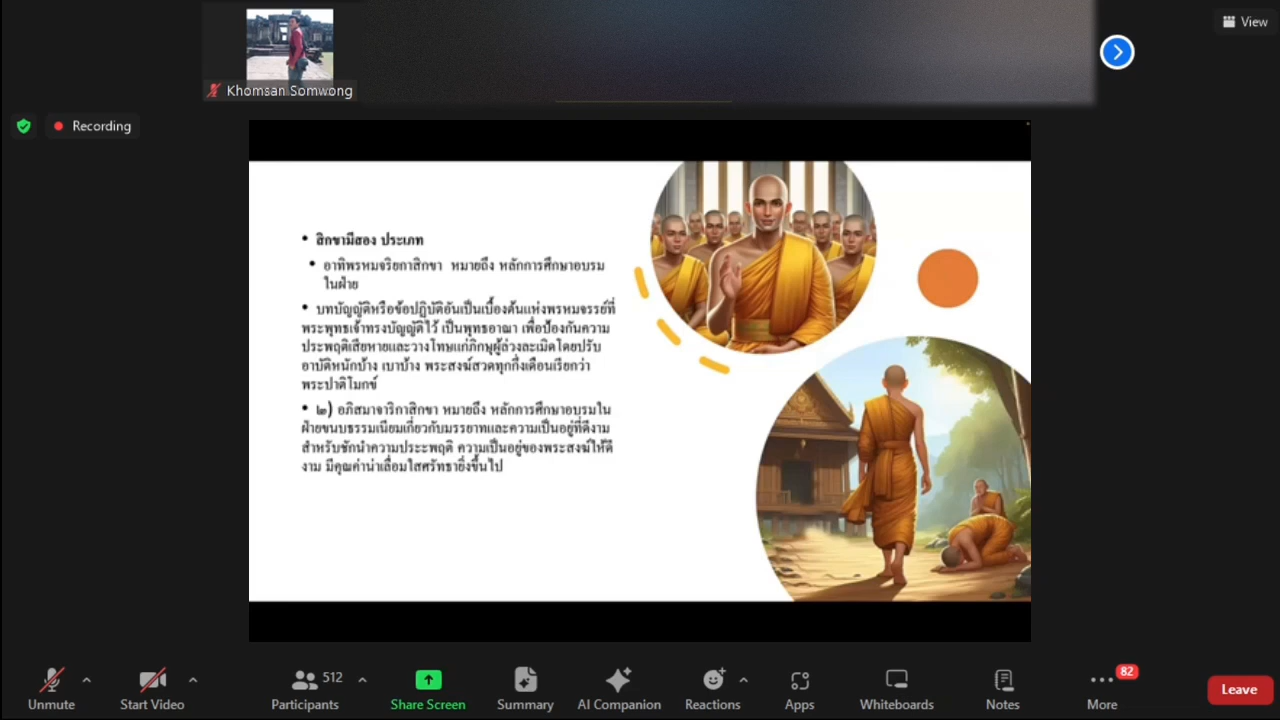 View
Khomsan Somwong
Recording
• สิกขามีสอง ประเภท
• อาทิพรหมจริยกาสิกขา หมายถึง หลักการศึกษาอบรม
ในฝ่าย
• บทบัญญัติหรือข้อปฏิบัติอันเป็นเบื้องต้นแห่งพรหมจรรย์ที่
พระพุทธเจ้าทรงบัญญัติไว้ เป็นพุทธอาณา เพื่อป้องกันความ
ประพฤติเสียหายและวางโทษแก่ภิกษุผู้ล่วงละเมิดโดยปรับ
อาบัติหนักบ้าง เบาบ้าง พระสงฆ์สวดทุกกึ่งเดือนเรียกว่า
พระปาติโมกข์
• ๒) อภิสมาจาริกาสิกขา หมายถึง หลักการศึกษาอบรมใน
ฝ่ายขนบธรรมเนียมเกี่ยวกับมรรยาทและความเป็นอยู่ที่ดีงาม
สำหรับชักนำความประะพฤติ ความเป็นอยู่ของพระสงฆ์ให้ดี
งาม มีคุณค่าน่าเลื่อมใสศรัทธายิ่งขึ้นไป
512
82
Unmute
Start Video
Participants
Share Screen
Summary
AI Companion
Reactions
Apps
Whiteboards
Notes
More
Leave